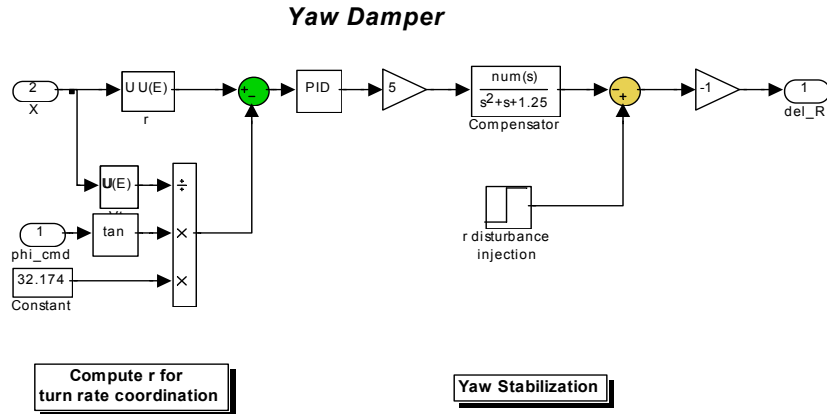 Yaw Damper
2
X
U U(E)
r
+
−
PID
5
num(s)
s²+s+1.25
Compensator
−
+
-1
1
del_R
U(E)
÷
×
×
1
phi_cmd
tan
32.174
Constant
r disturbance
injection
Compute r for
turn rate coordination
Yaw Stabilization